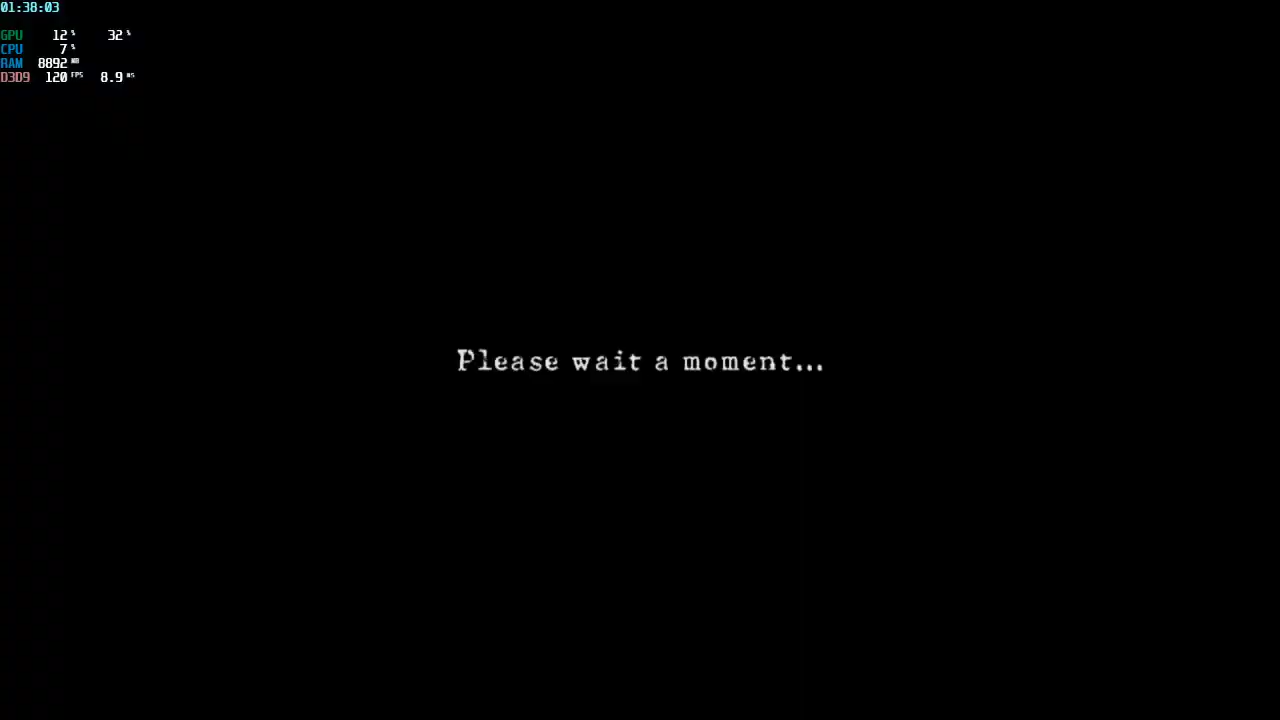 01:38:03
GPU 12 % 32 %
CPU 7 %
RAM 8892 MB
D3D9 120 FPS 8.9 MS
Please wait a moment...